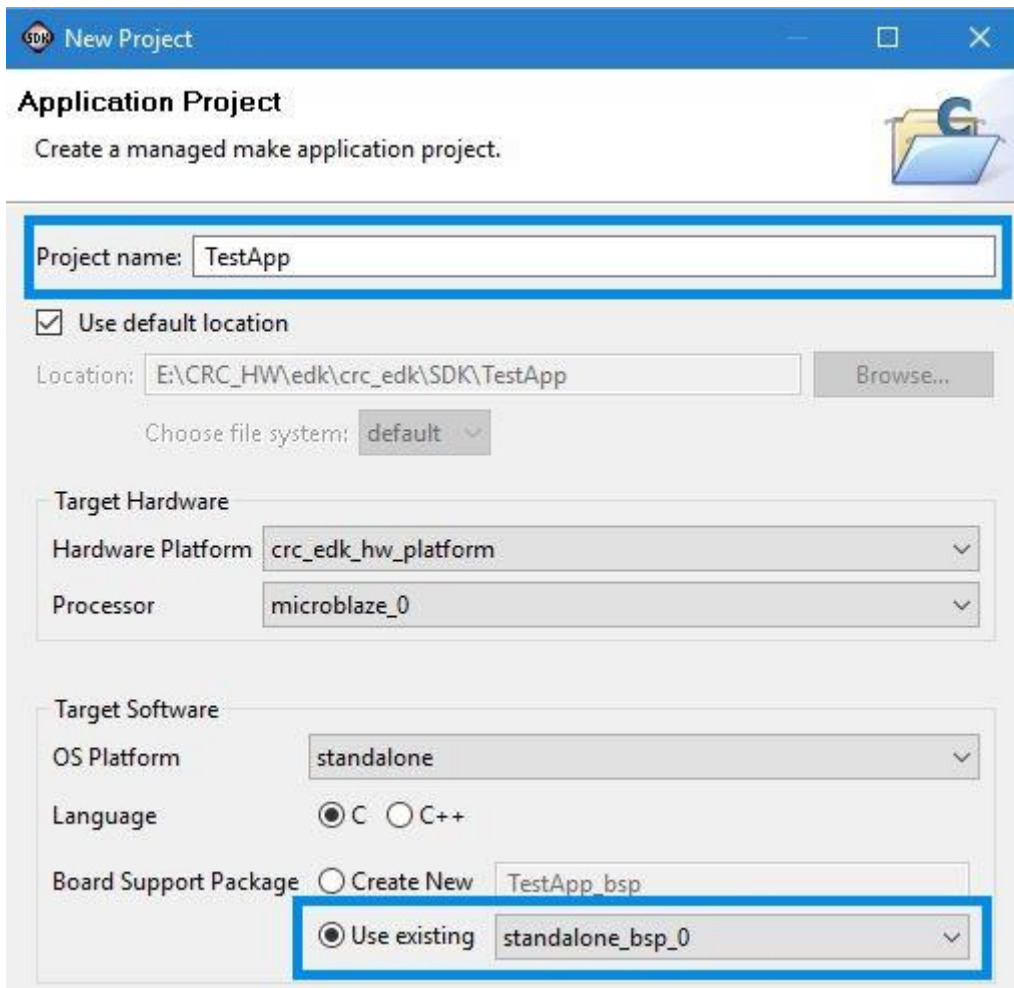 SDK New Project
Application Project
C
Create a managed make application project.
Project name: TestApp
Use default location
Location: E:\CRC_HW\edk\crc_edk\SDK\TestApp Browse...
Choose file system: default
Target Hardware
Hardware Platform crc_edk_hw_platform
Processor microblaze_0
Target Software
OS Platform standalone
Language C C++
Board Support Package Create New TestApp_bsp
Use existing standalone_bsp_0